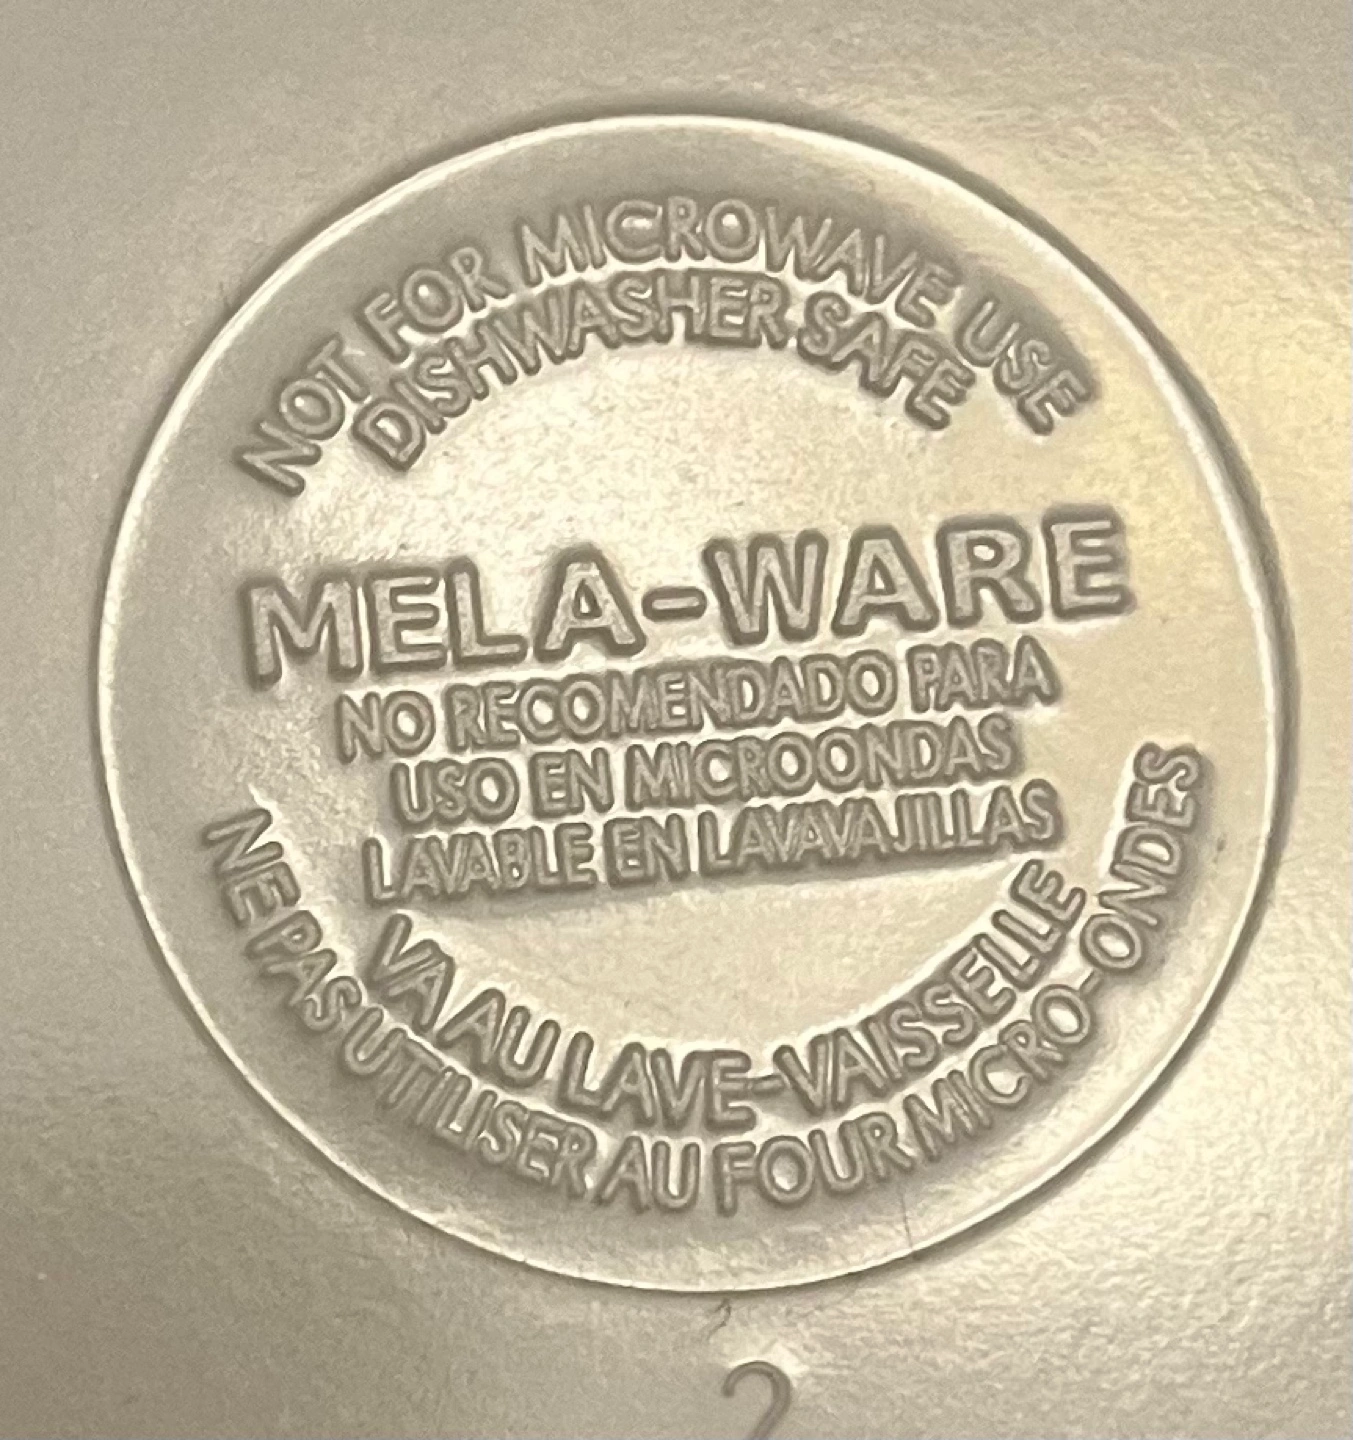 NOT FOR MICROWAVE USE
DISHWASHER SAFE
MELA-WARE
NO RECOMENDADO PARA
USO EN MICROONDAS
LAVABLE EN LAVAVAJILLAS
VA AU LAVE-VAISSELLE
NE PAS UTILISER AU FOUR MICRO-ONDES
2